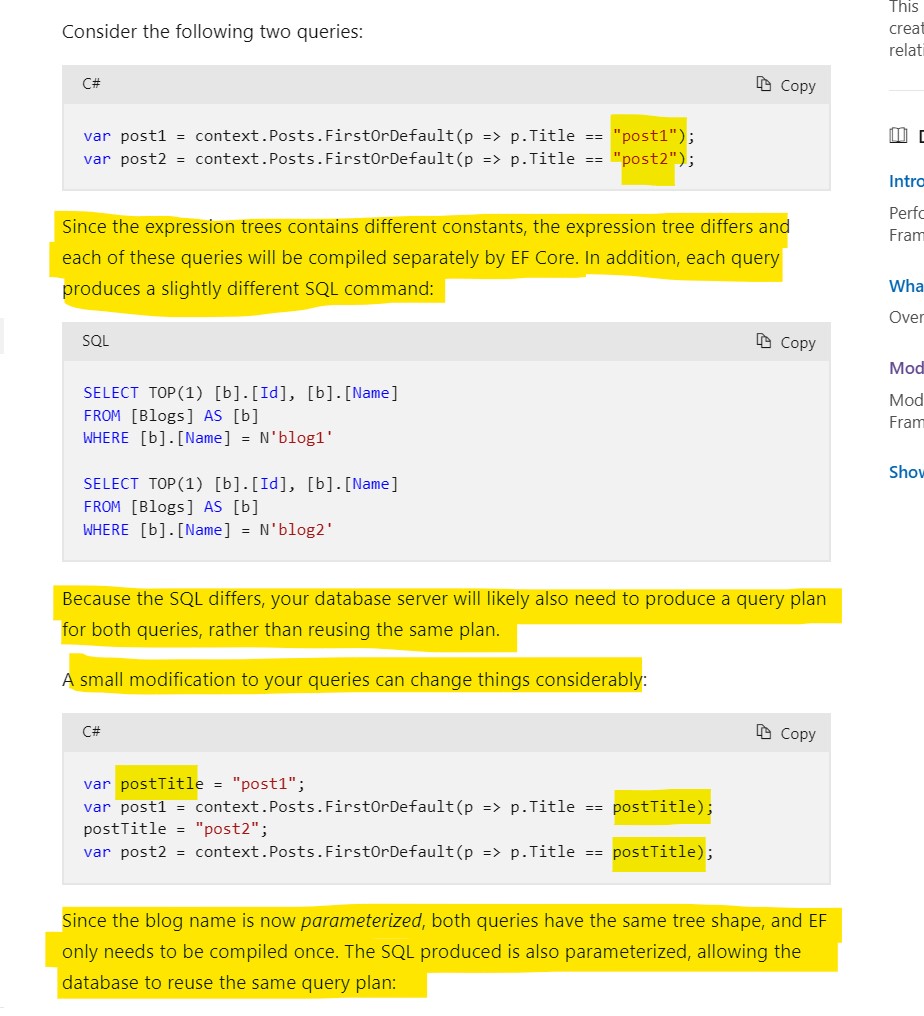 This
creat
relat
Consider the following two queries:
C#
Copy
var post1 = context.Posts.FirstOrDefault(p => p.Title == "post1");
var post2 = context.Posts.FirstOrDefault(p => p.Title == "post2");
Since the expression trees contains different constants, the expression tree differs and
each of these queries will be compiled separately by EF Core. In addition, each query
produces a slightly different SQL command:
SQL
Copy
SELECT TOP(1) [b].[Id], [b].[Name]
FROM [Blogs] AS [b]
WHERE [b].[Name] = N'blog1'
SELECT TOP(1) [b].[Id], [b].[Name]
FROM [Blogs] AS [b]
WHERE [b].[Name] = N'blog2'
Because the SQL differs, your database server will likely also need to produce a query plan
for both queries, rather than reusing the same plan.
A small modification to your queries can change things considerably:
C#
Copy
var postTitle = "post1";
var post1 = context.Posts.FirstOrDefault(p => p.Title == postTitle);
postTitle = "post2";
var post2 = context.Posts.FirstOrDefault(p => p.Title == postTitle);
Since the blog name is now parameterized, both queries have the same tree shape, and EF
only needs to be compiled once. The SQL produced is also parameterized, allowing the
database to reuse the same query plan:
Intro
Perfo
Fram
Wha
Over
Mod
Mod
Fram
Show